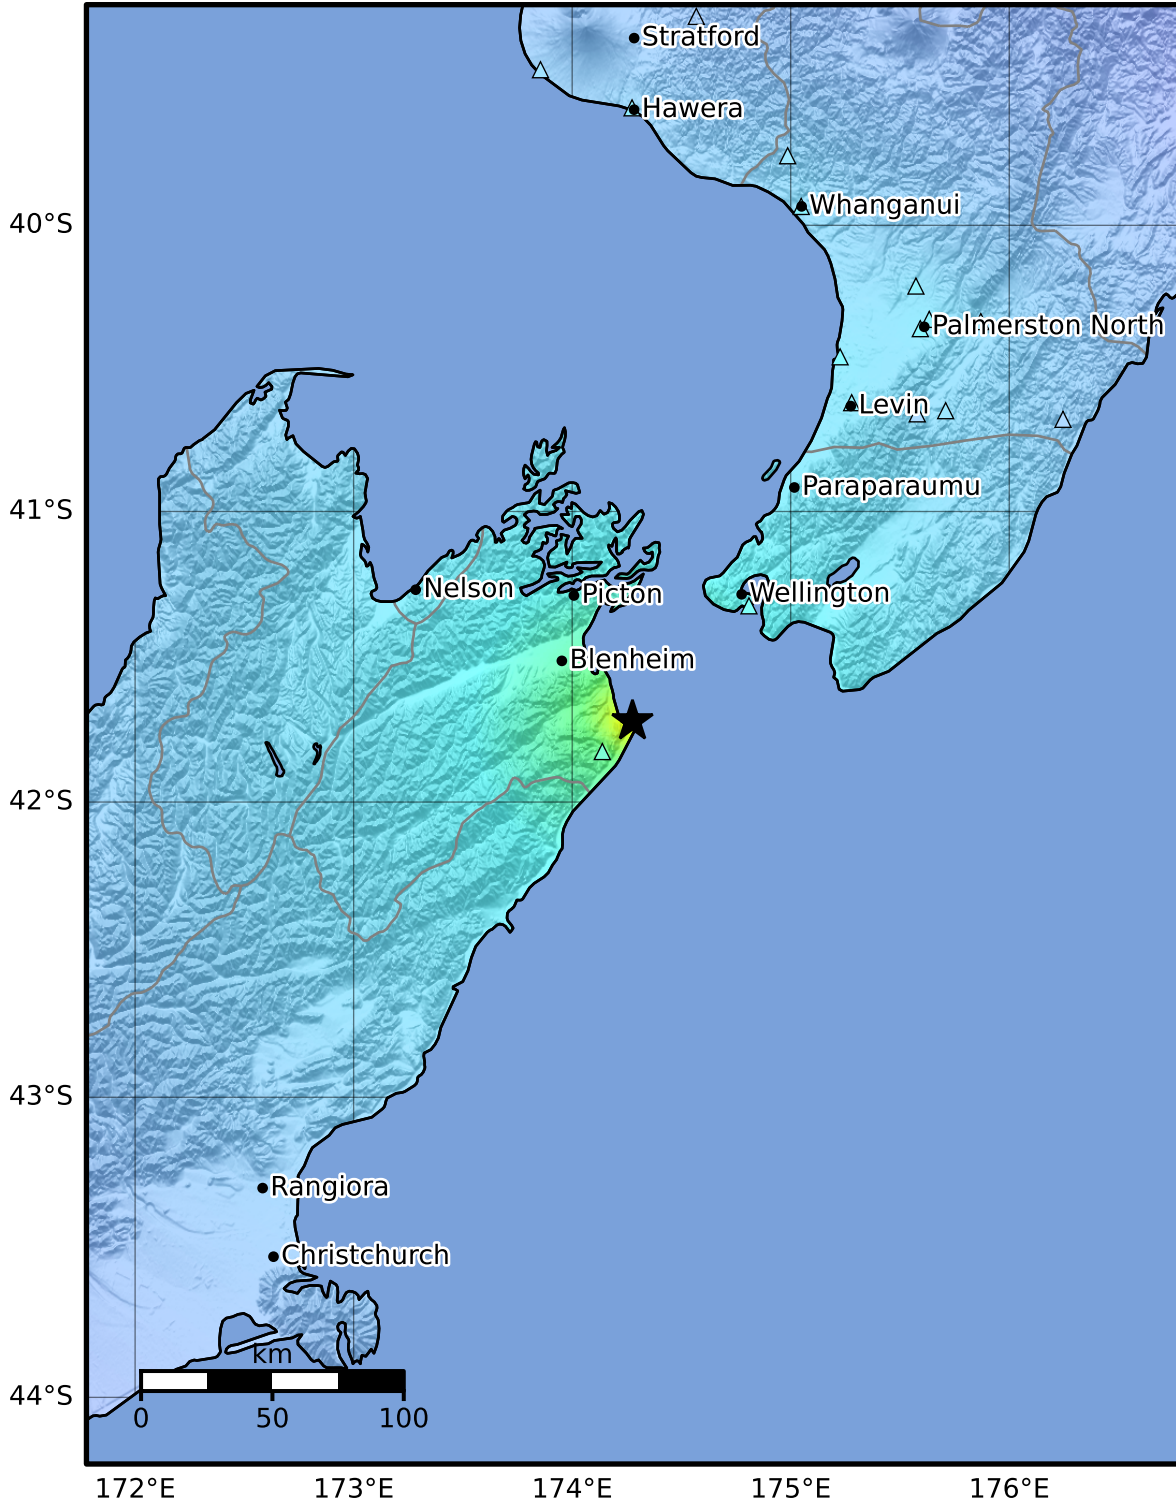 Stratford
Hawera
40°S
Whanganui
Palmerston North
Levin
Paraparaumu
41°S
Nelson
Picton
Wellington
Blenheim
42°S
43°S
Rangiora
Christchurch
km
44°S
0 50 100
172°E 173°E 174°E 175°E 176°E